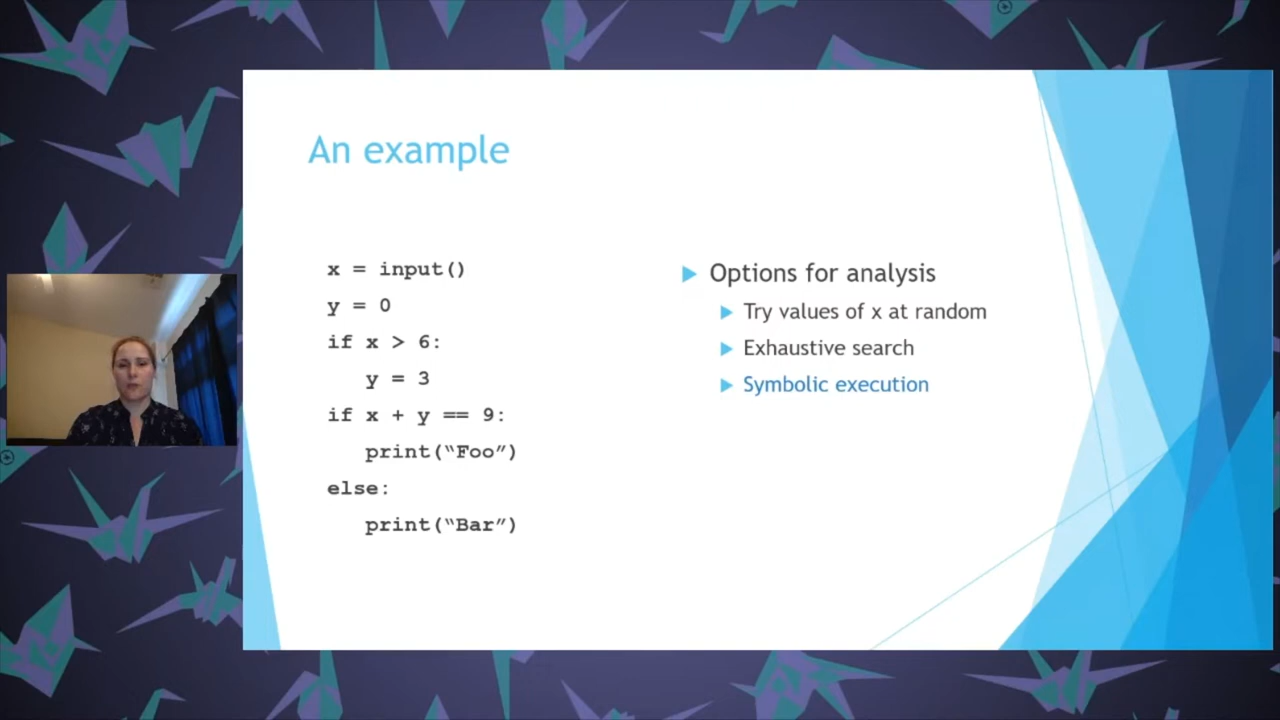 An example
x = input()
y = 0
if x > 6:
y = 3
if x + y == 9:
print(“Foo”)
else:
print(“Bar”)
Options for analysis
Try values of x at random
Exhaustive search
Symbolic execution